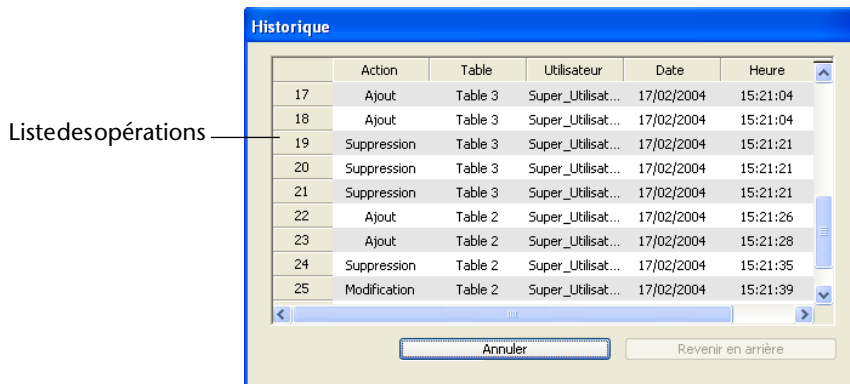 Historique
Action Table Utilisateur Date Heure
17 Ajout Table 3 Super_Utilisat... 17/02/2004 15:21:04
18 Ajout Table 3 Super_Utilisat... 17/02/2004 15:21:04
Listedesopérations
19 Suppression Table 3 Super_Utilisat... 17/02/2004 15:21:21
20 Suppression Table 3 Super_Utilisat... 17/02/2004 15:21:21
21 Suppression Table 3 Super_Utilisat... 17/02/2004 15:21:21
22 Ajout Table 2 Super_Utilisat... 17/02/2004 15:21:26
23 Ajout Table 2 Super_Utilisat... 17/02/2004 15:21:28
24 Suppression Table 2 Super_Utilisat... 17/02/2004 15:21:35
25 Modification Table 2 Super_Utilisat... 17/02/2004 15:21:39
Annuler Revenir en arrière